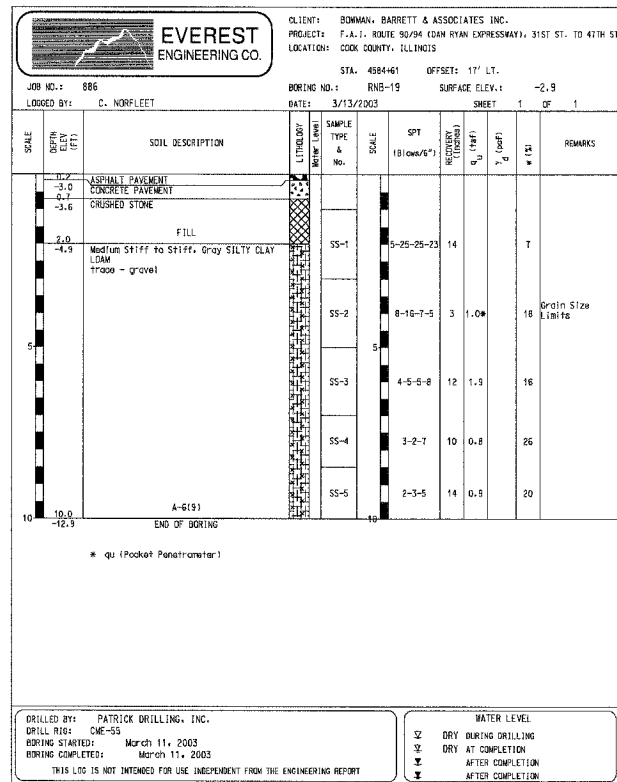 EVEREST
ENGINEERING CO.
CLIENT: BOWMAN, BARRETT & ASSOCIATES INC.
PROJECT: F.A.I. ROUTE 90/94 (DAN RYAN EXPRESSWAY), 31ST ST. TO 47TH ST
LOCATION: COOK COUNTY, ILLINOIS
STA. 4584+61 OFFSET: 17' LT.
JOB NO.: 886
BORING NO.: RNB-19 SURFACE ELEV.: -2.9
LOGGED BY: C. NORFLEET
DATE: 3/13/2003 SHEET 1 OF 1
SCALE
DEPTH
ELEV
(FT)
SOIL DESCRIPTION
LITHOLOGY
Water Level
SAMPLE
TYPE
&
No.
SCALE
SPT
(Blows/6")
RECOVERY
(Inches)
qu (tsf)
γd (pcf)
w (%)
REMARKS
0.2 ASPHALT PAVEMENT
-3.0 CONCRETE PAVEMENT
0.7
-3.6 CRUSHED STONE
FILL
2.0
-4.9 Medium Stiff to Stiff, Gray SILTY CLAY
LOAM
trace - gravel
SS-1 5-25-25-23 14 7
SS-2 8-16-7-5 3 1.0* 18 Grain Size
Limits
5 5
SS-3 4-5-5-8 12 1.9 16
SS-4 3-2-7 10 0.8 26
SS-5 2-3-5 14 0.9 20
A-6(9)
10 10.0 10
-12.9 END OF BORING
* qu (Pocket Penetrometer)
DRILLED BY: PATRICK DRILLING, INC.
DRILL RIG: CME-55
BORING STARTED: March 11, 2003
BORING COMPLETED: March 11, 2003
THIS LOG IS NOT INTENDED FOR USE INDEPENDENT FROM THE ENGINEERING REPORT
WATER LEVEL
DRY DURING DRILLING
DRY AT COMPLETION
AFTER COMPLETION
AFTER COMPLETION